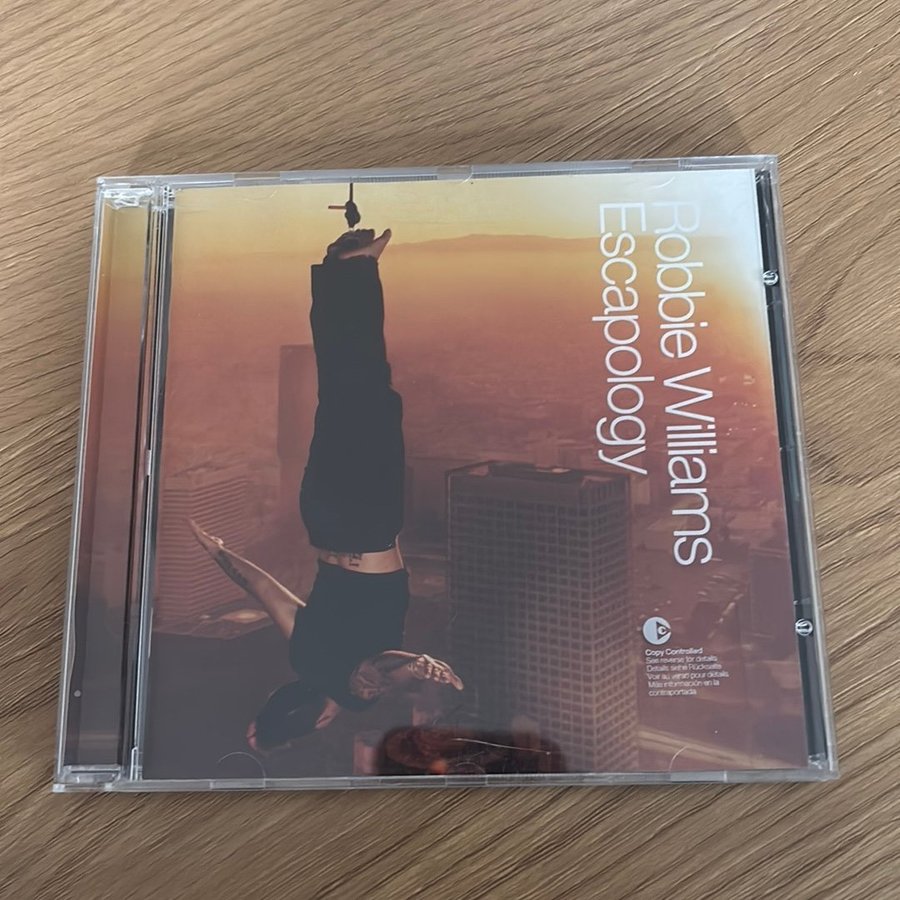 Robbie Williams
Escapology
Copy Controlled
See reverse for details
Details siehe Rückseite
Voir au verso pour détails
Más información en la
contraportada